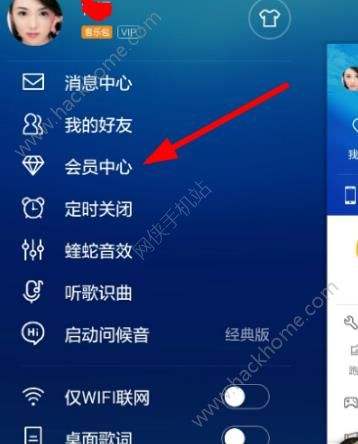 音乐包 VIP
消息中心
我的好友
会员中心
定时关闭
蝰蛇音效
听歌识曲
Hi 启动问候音 经典版
仅WIFI联网
桌面歌词
我
跑
www.hackhome.com
网侠手机站
www.hackhome.com